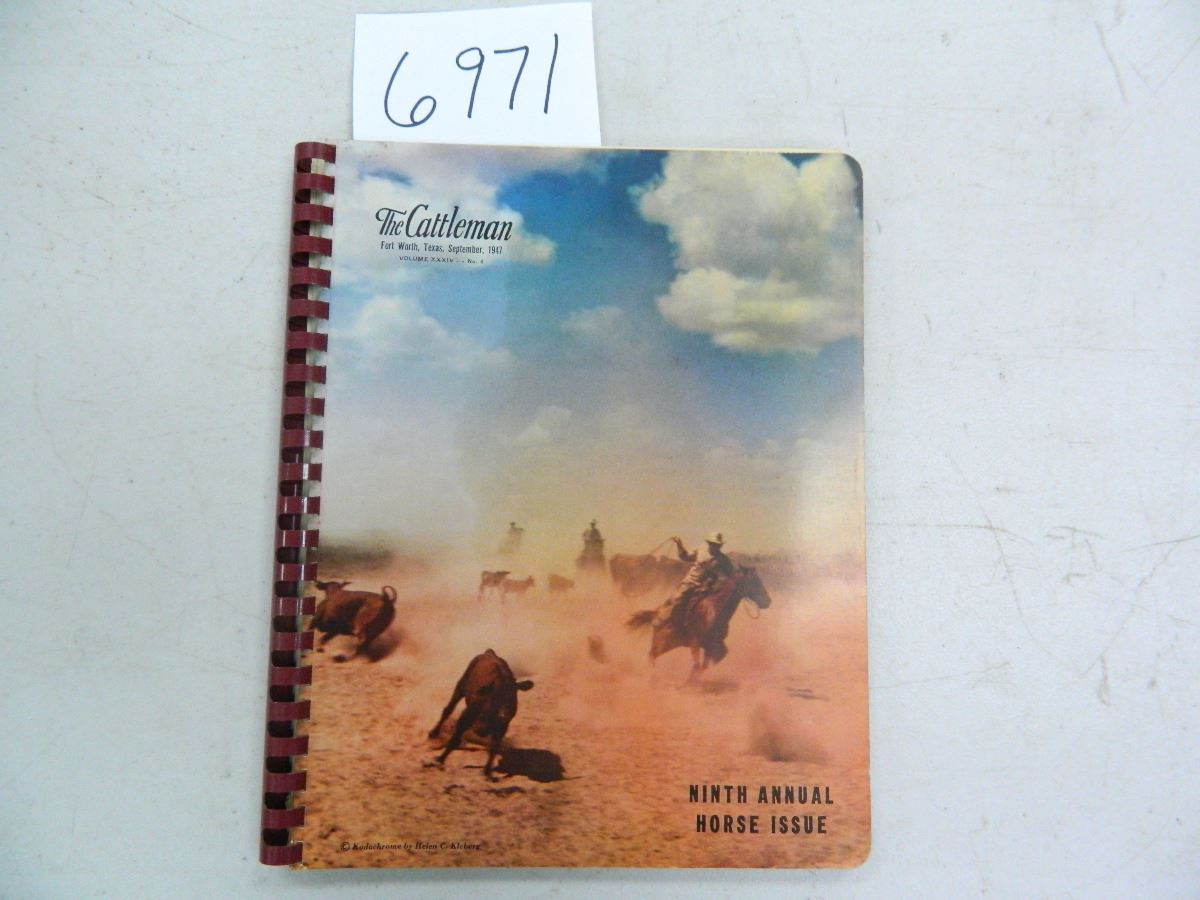 6971
The Cattleman
Fort Worth, Texas, September, 1947
VOLUME XXXIV -- No. 4
NINTH ANNUAL
HORSE ISSUE
© Kodachrome by Helen C. Kleberg